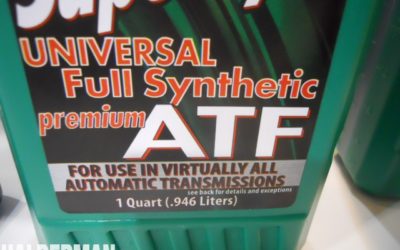 UNIVERSAL
Full Synthetic
premium ATF
FOR USE IN VIRTUALLY ALL
AUTOMATIC TRANSMISSIONS
see back for details and exceptions
1 Quart (.946 Liters)
HALDERMAN